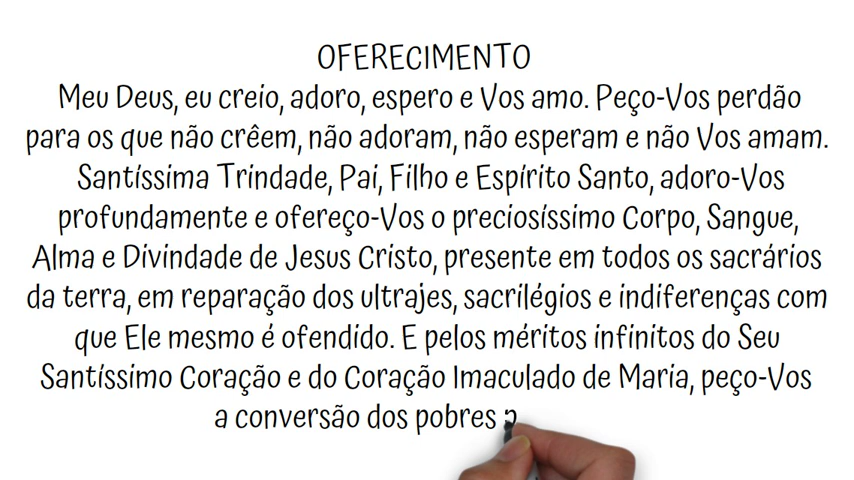 OFERECIMENTO
Meu Deus, eu creio, adoro, espero e Vos amo. Peço-Vos perdão
para os que não crêem, não adoram, não esperam e não Vos amam.
Santíssima Trindade, Pai, Filho e Espírito Santo, adoro-Vos
profundamente e ofereço-Vos o preciosíssimo Corpo, Sangue,
Alma e Divindade de Jesus Cristo, presente em todos os sacrários
da terra, em reparação dos ultrajes, sacrilégios e indiferenças com
que Ele mesmo é ofendido. E pelos méritos infinitos do Seu
Santíssimo Coração e do Coração Imaculado de Maria, peço-Vos
a conversão dos pobres